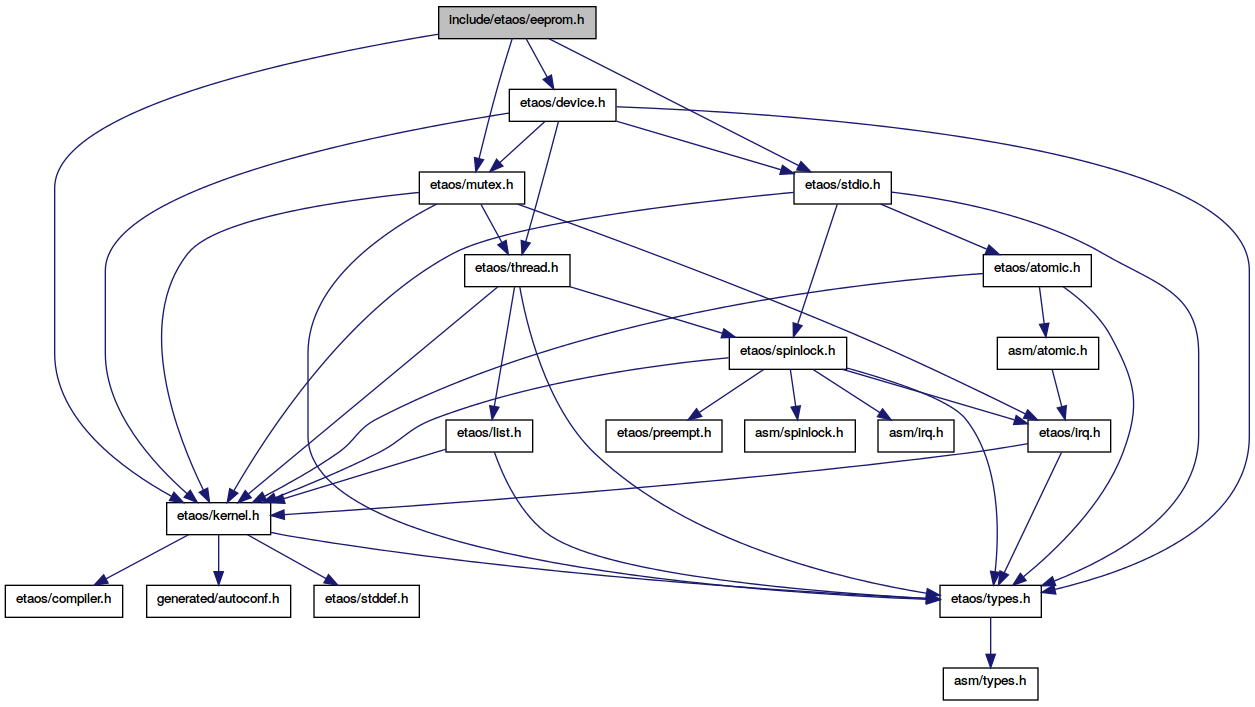 include/etaos/eeprom.h
etaos/device.h
etaos/mutex.h
etaos/stdio.h
etaos/thread.h
etaos/atomic.h
etaos/spinlock.h
asm/atomic.h
etaos/list.h
etaos/preempt.h
asm/spinlock.h
asm/irq.h
etaos/irq.h
etaos/kernel.h
etaos/compiler.h
generated/autoconf.h
etaos/stddef.h
etaos/types.h
asm/types.h